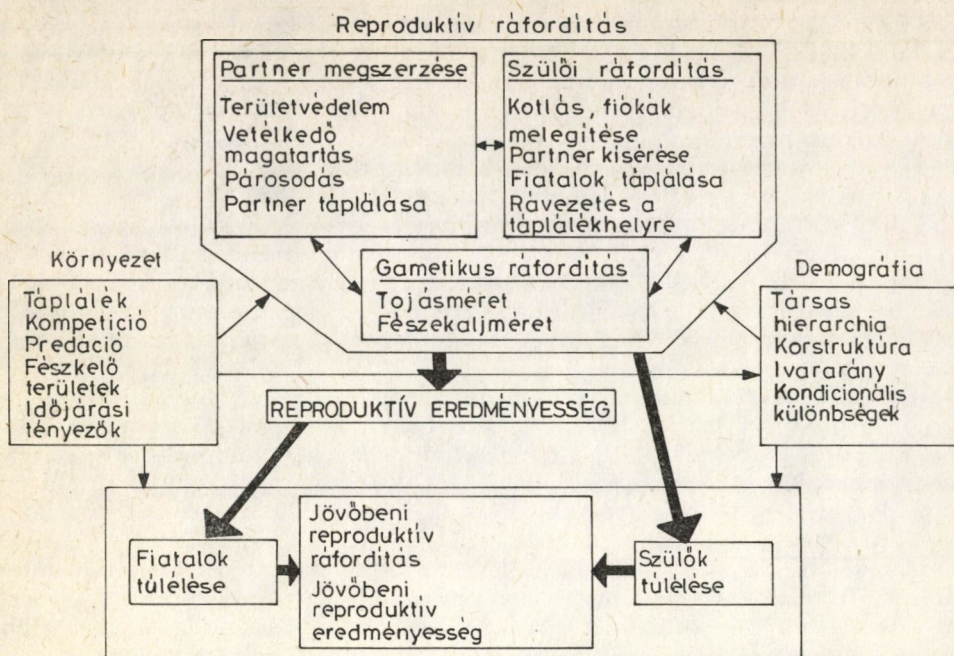 Reproduktív ráfordítás
Partner megszerzése
Területvédelem
Vetélkedő
magatartás
Párosodás
Partner táplálása
Szülői ráfordítás
Kotlás, fiókák
melegítése
Partner kisérése
Fiatalok táplálása
Rávezetés a
táplálékhelyre
Gametikus ráfordítás
Tojásméret
Fészekaljméret
Környezet
Táplálék
Kompetíció
Predáció
Fészkelő
területek
Időjárási
tényezők
Demográfia
Társas
hierarchia
Korstruktúra
Ivararány
Kondicionális
különbségek
REPRODUKTÍV EREDMÉNYESSÉG
Fiatalok
túlélése
Jövőbeni
reproduktív
ráfordítás
Jövőbeni
reproduktív
eredményesség
Szülők
túlélése